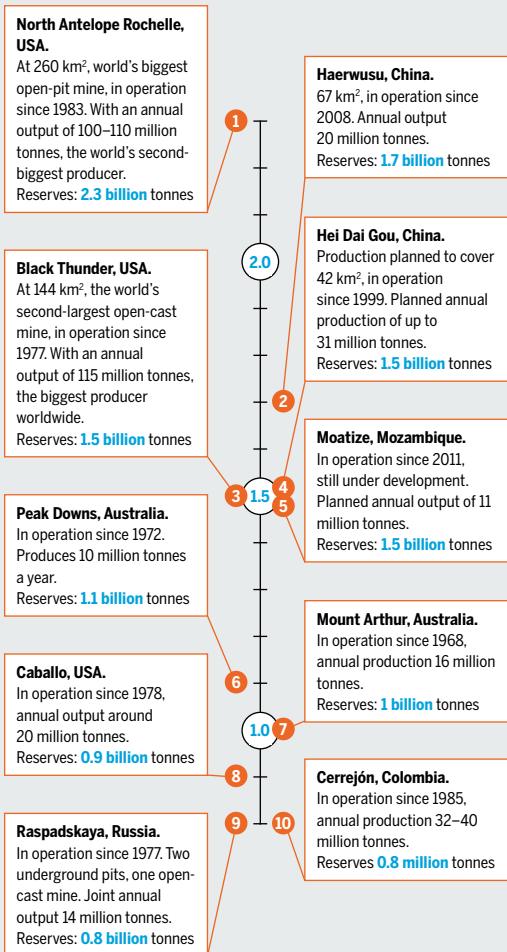 North Antelope Rochelle,
USA.
At 260 km², world's biggest
open-pit mine, in operation
since 1983. With an annual
output of 100–110 million
tonnes, the world's second-
biggest producer.
Reserves: 2.3 billion tonnes
Haerwusu, China.
67 km², in operation since
2008. Annual output
20 million tonnes.
Reserves: 1.7 billion tonnes
1
Hei Dai Gou, China.
Production planned to cover
42 km², in operation
since 1999. Planned annual
production of up to
31 million tonnes.
Reserves: 1.5 billion tonnes
2.0
Black Thunder, USA.
At 144 km², the world's
second-largest open-cast
mine, in operation since
1977. With an annual
output of 115 million tonnes,
the biggest producer
worldwide.
Reserves: 1.5 billion tonnes
2
Moatize, Mozambique.
In operation since 2011,
still under development.
Planned annual output of 11
million tonnes.
Reserves: 1.5 billion tonnes
3
1.5
4
5
Peak Downs, Australia.
In operation since 1972.
Produces 10 million tonnes
a year.
Reserves: 1.1 billion tonnes
Mount Arthur, Australia.
In operation since 1968,
annual production 16 million
tonnes.
Reserves: 1 billion tonnes
6
Caballo, USA.
In operation since 1978,
annual output around
20 million tonnes.
Reserves: 0.9 billion tonnes
1.0
7
8
Cerrejón, Colombia.
In operation since 1985,
annual production 32–40
million tonnes.
Reserves 0.8 million tonnes
9
10
Raspadskaya, Russia.
In operation since 1977. Two
underground pits, one open-
cast mine. Joint annual
output 14 million tonnes.
Reserves: 0.8 billion tonnes